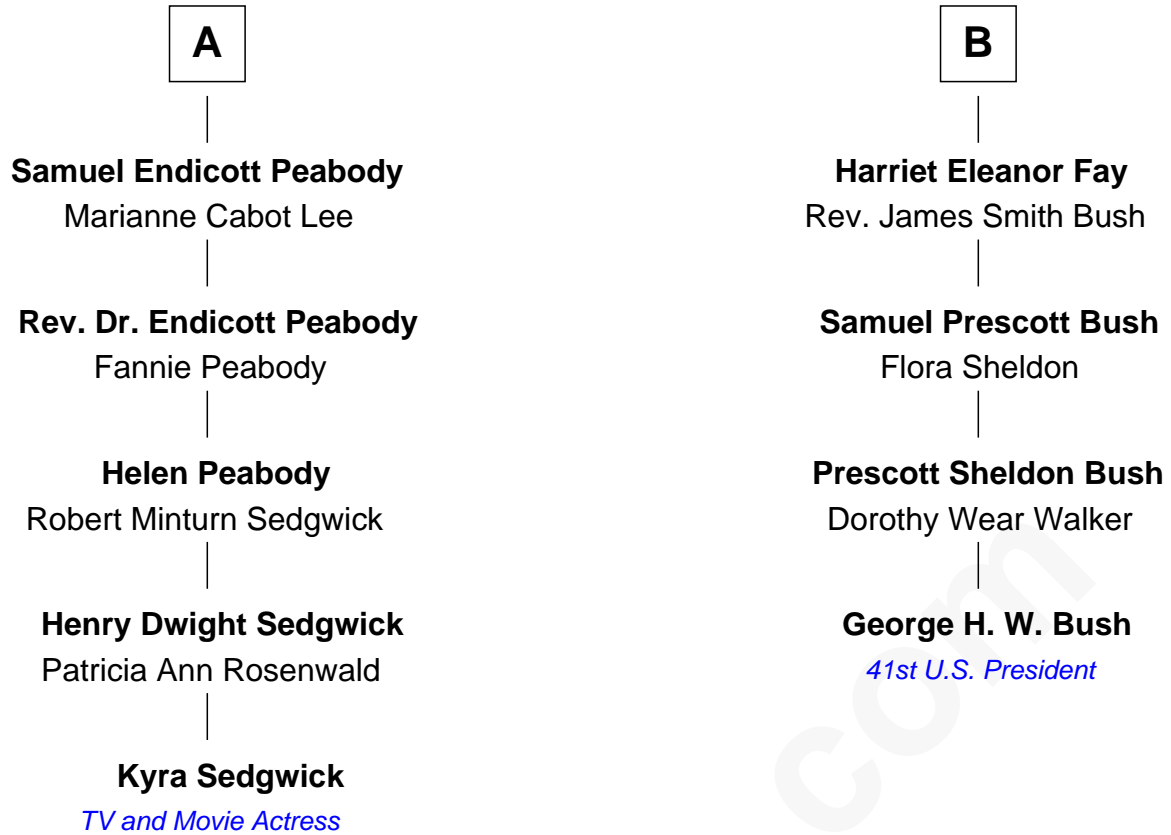 A
Samuel Endicott Peabody
Marianne Cabot Lee
Rev. Dr. Endicott Peabody
Fannie Peabody
Helen Peabody
Robert Minturn Sedgwick
Henry Dwight Sedgwick
Patricia Ann Rosenwald
Kyra Sedgwick
TV and Movie Actress
B
Harriet Eleanor Fay
Rev. James Smith Bush
Samuel Prescott Bush
Flora Sheldon
Prescott Sheldon Bush
Dorothy Wear Walker
George H. W. Bush
41st U.S. President
com